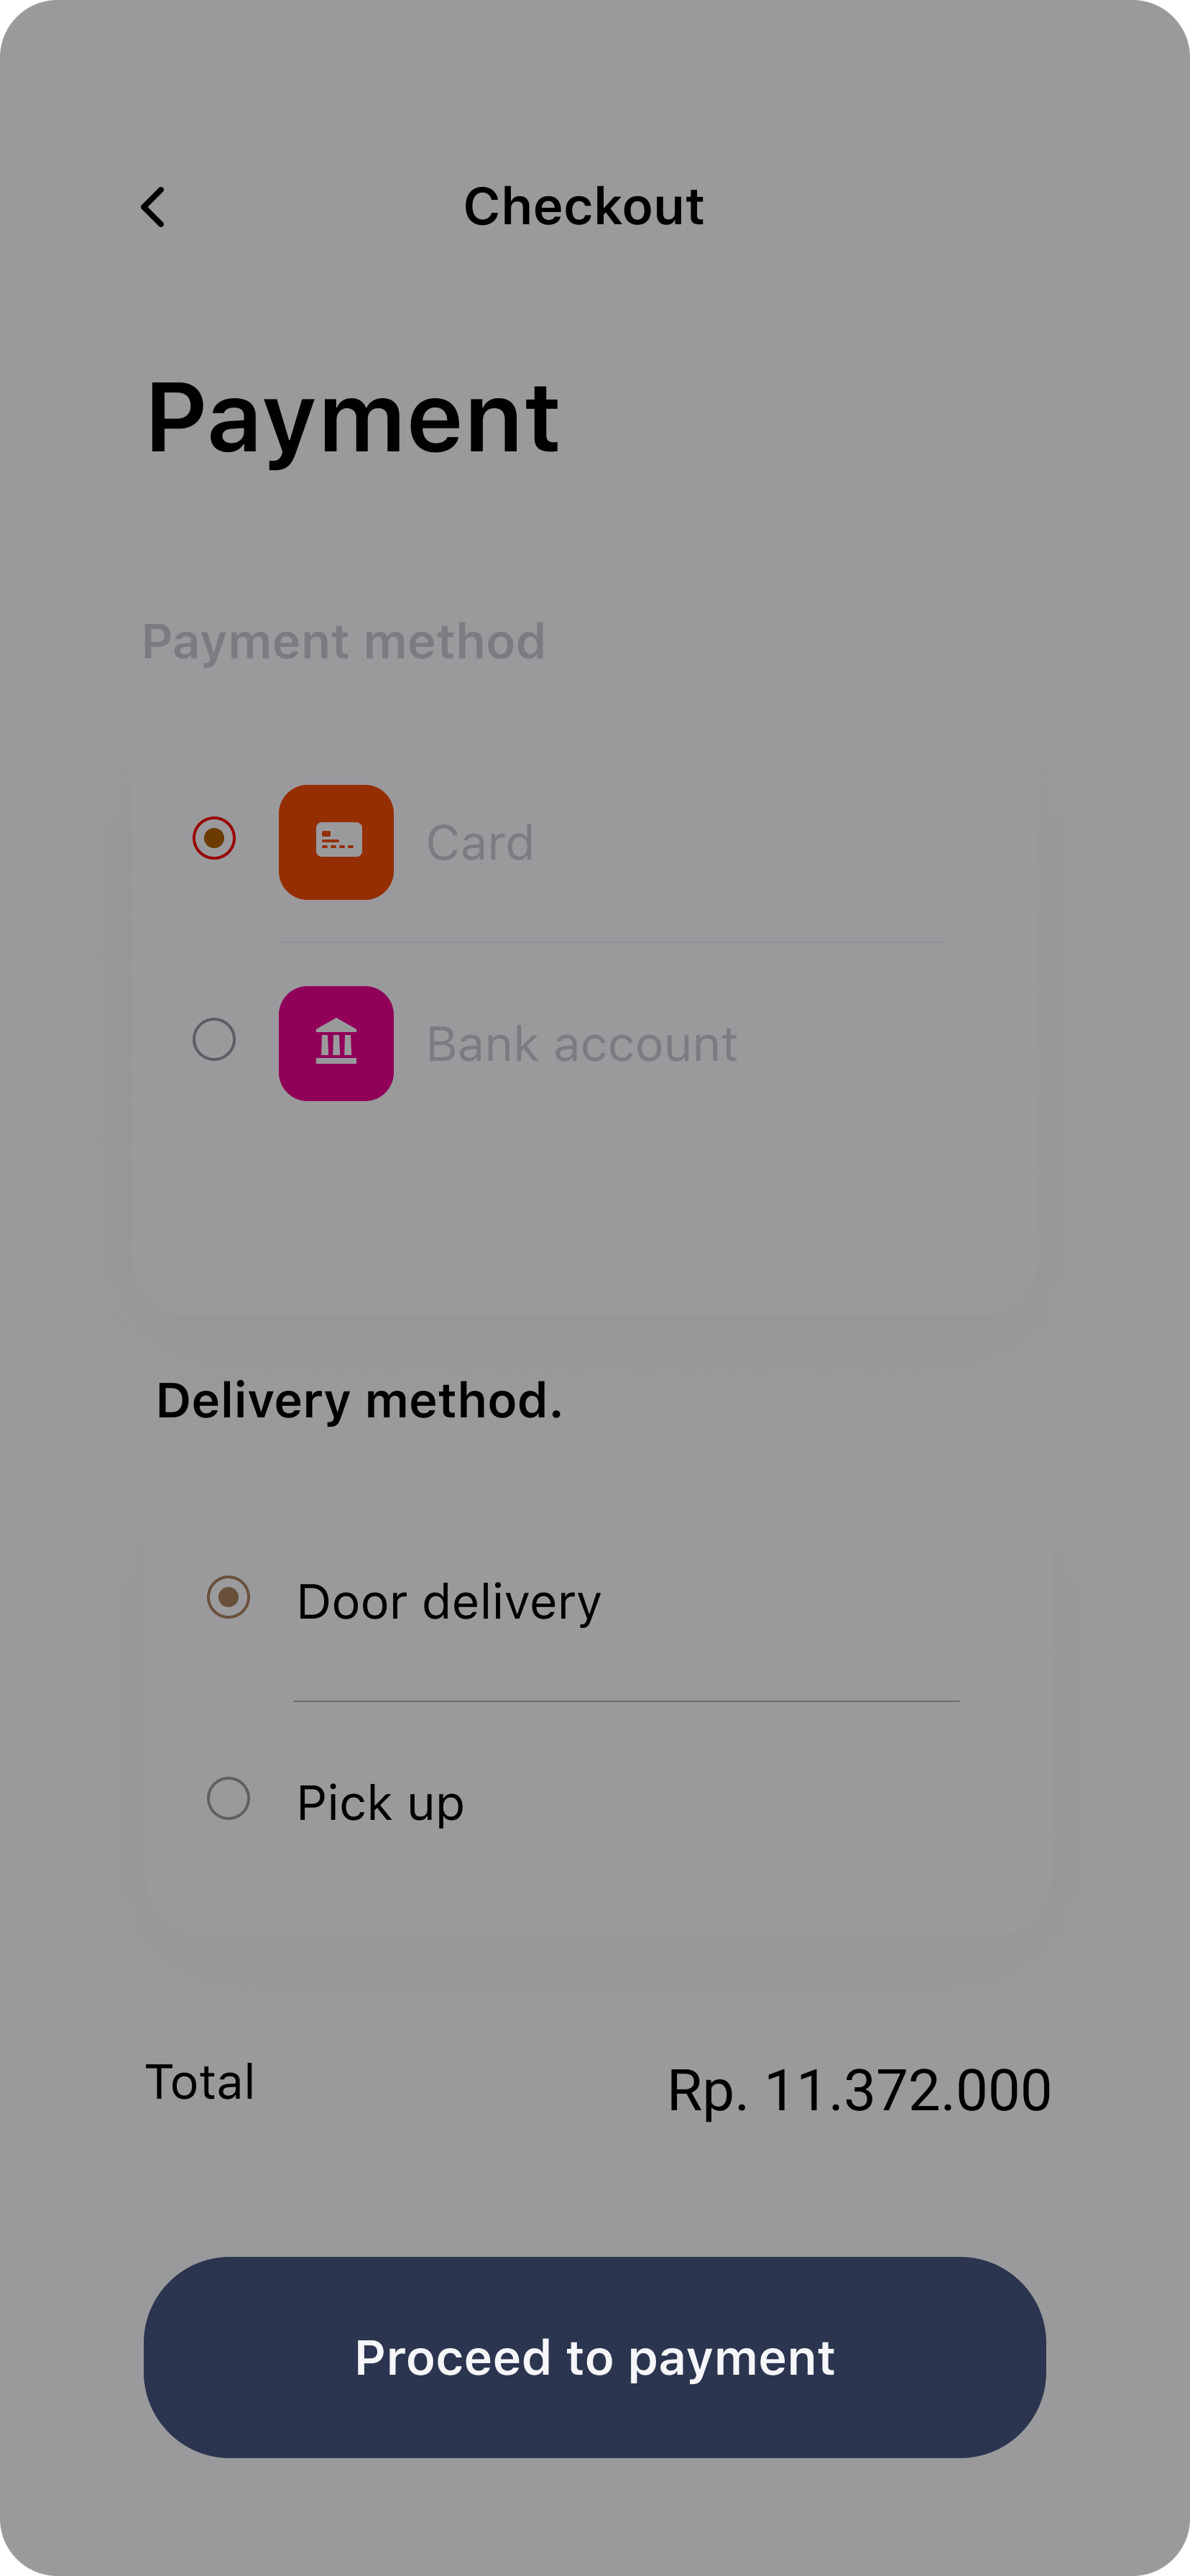 Checkout
Payment
Payment method
Card
Bank account
Delivery method.
Door delivery
Pick up
Total
Rp. 11.372.000
Proceed to payment